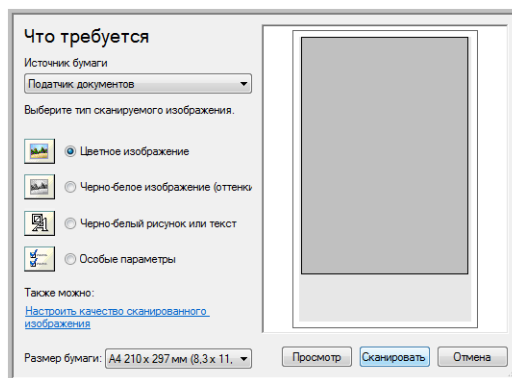 Что требуется
Источник бумаги
Податчик документов
Выберите тип сканируемого изображения.
Цветное изображение
Черно-белое изображение (оттенки
Черно-белый рисунок или текст
Особые параметры
Также можно:
Настроить качество сканированного
изображения
Размер бумаги: A4 210 x 297 мм (8,3 x 11,
Просмотр Сканировать Отмена